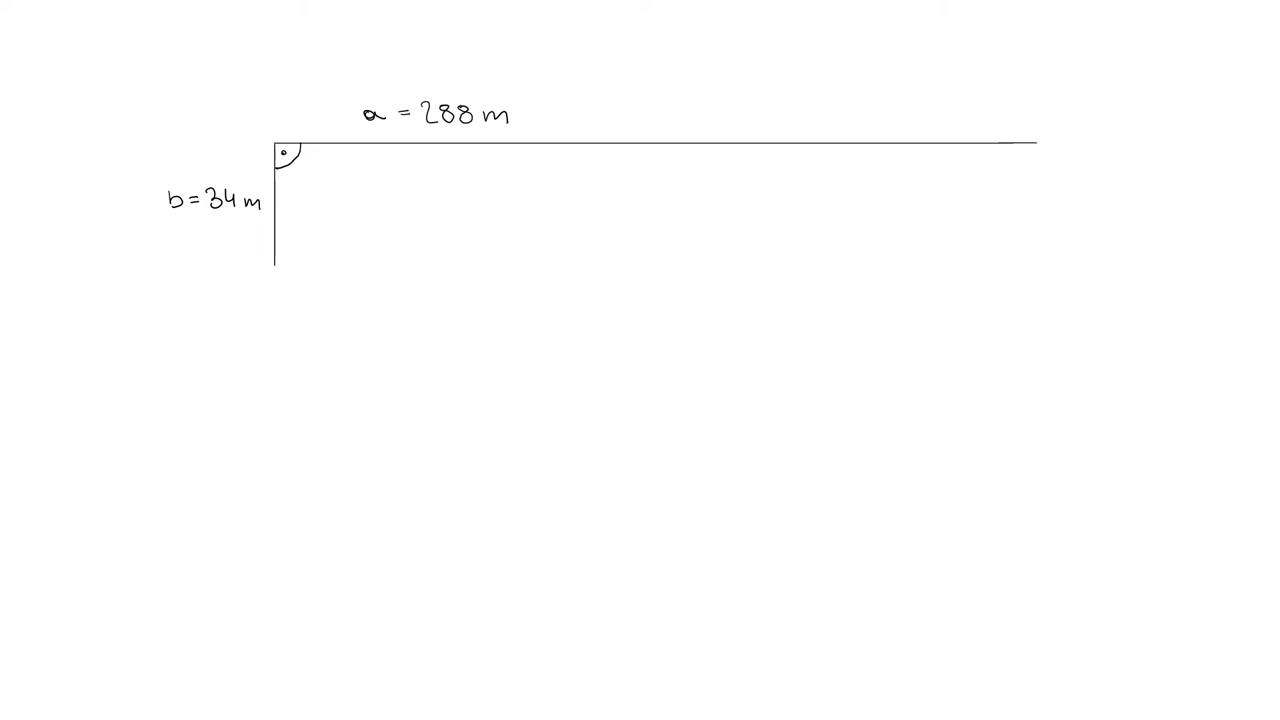 a = 288 m
b = 34 m